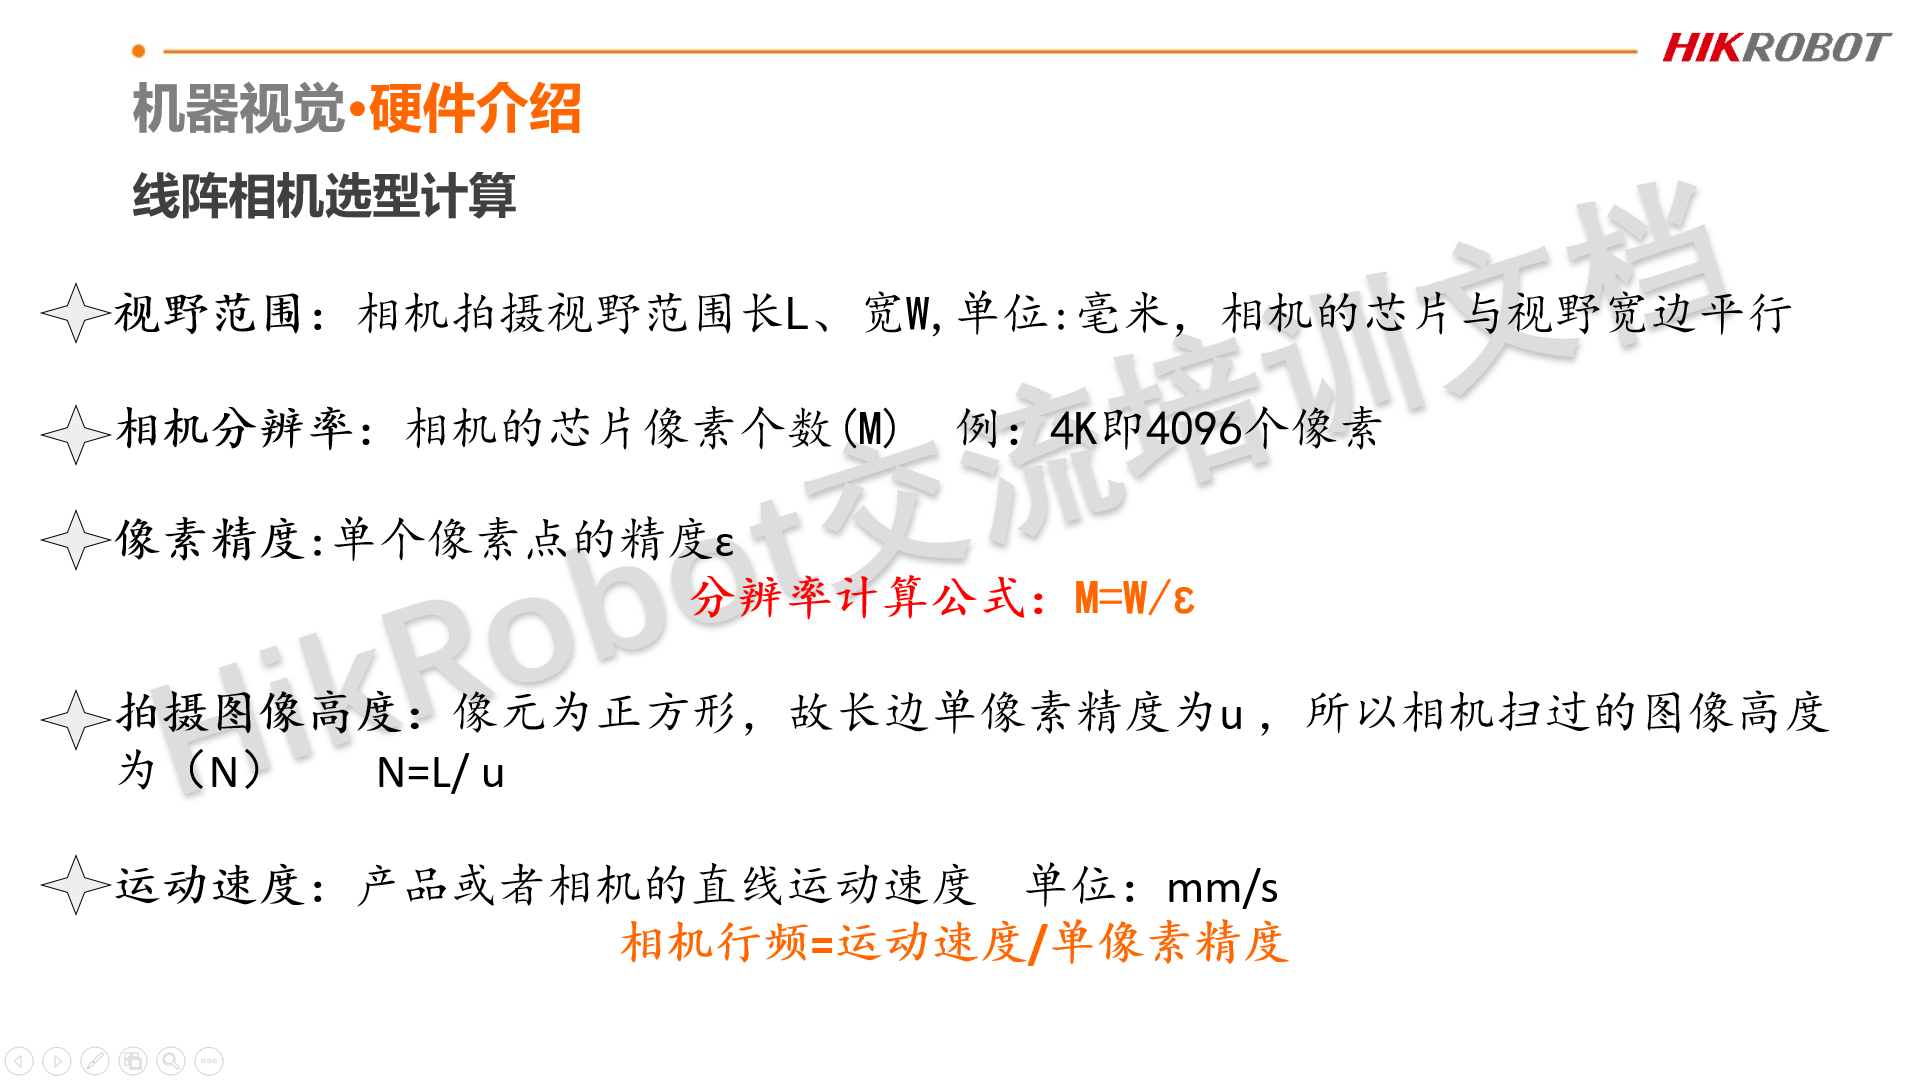 HIKROBOT
机器视觉•硬件介绍
线阵相机选型计算
视野范围：相机拍摄视野范围长L、宽W,单位:毫米，相机的芯片与视野宽边平行
相机分辨率：相机的芯片像素个数(M)　例：4K即4096个像素
像素精度:单个像素点的精度ε
分辨率计算公式：M=W/ε
拍摄图像高度：像元为正方形，故长边单像素精度为u，所以相机扫过的图像高度
为（N）　　N=L/ u
运动速度：产品或者相机的直线运动速度　单位：mm/s
相机行频=运动速度/单像素精度
HikRobot交流培训文档